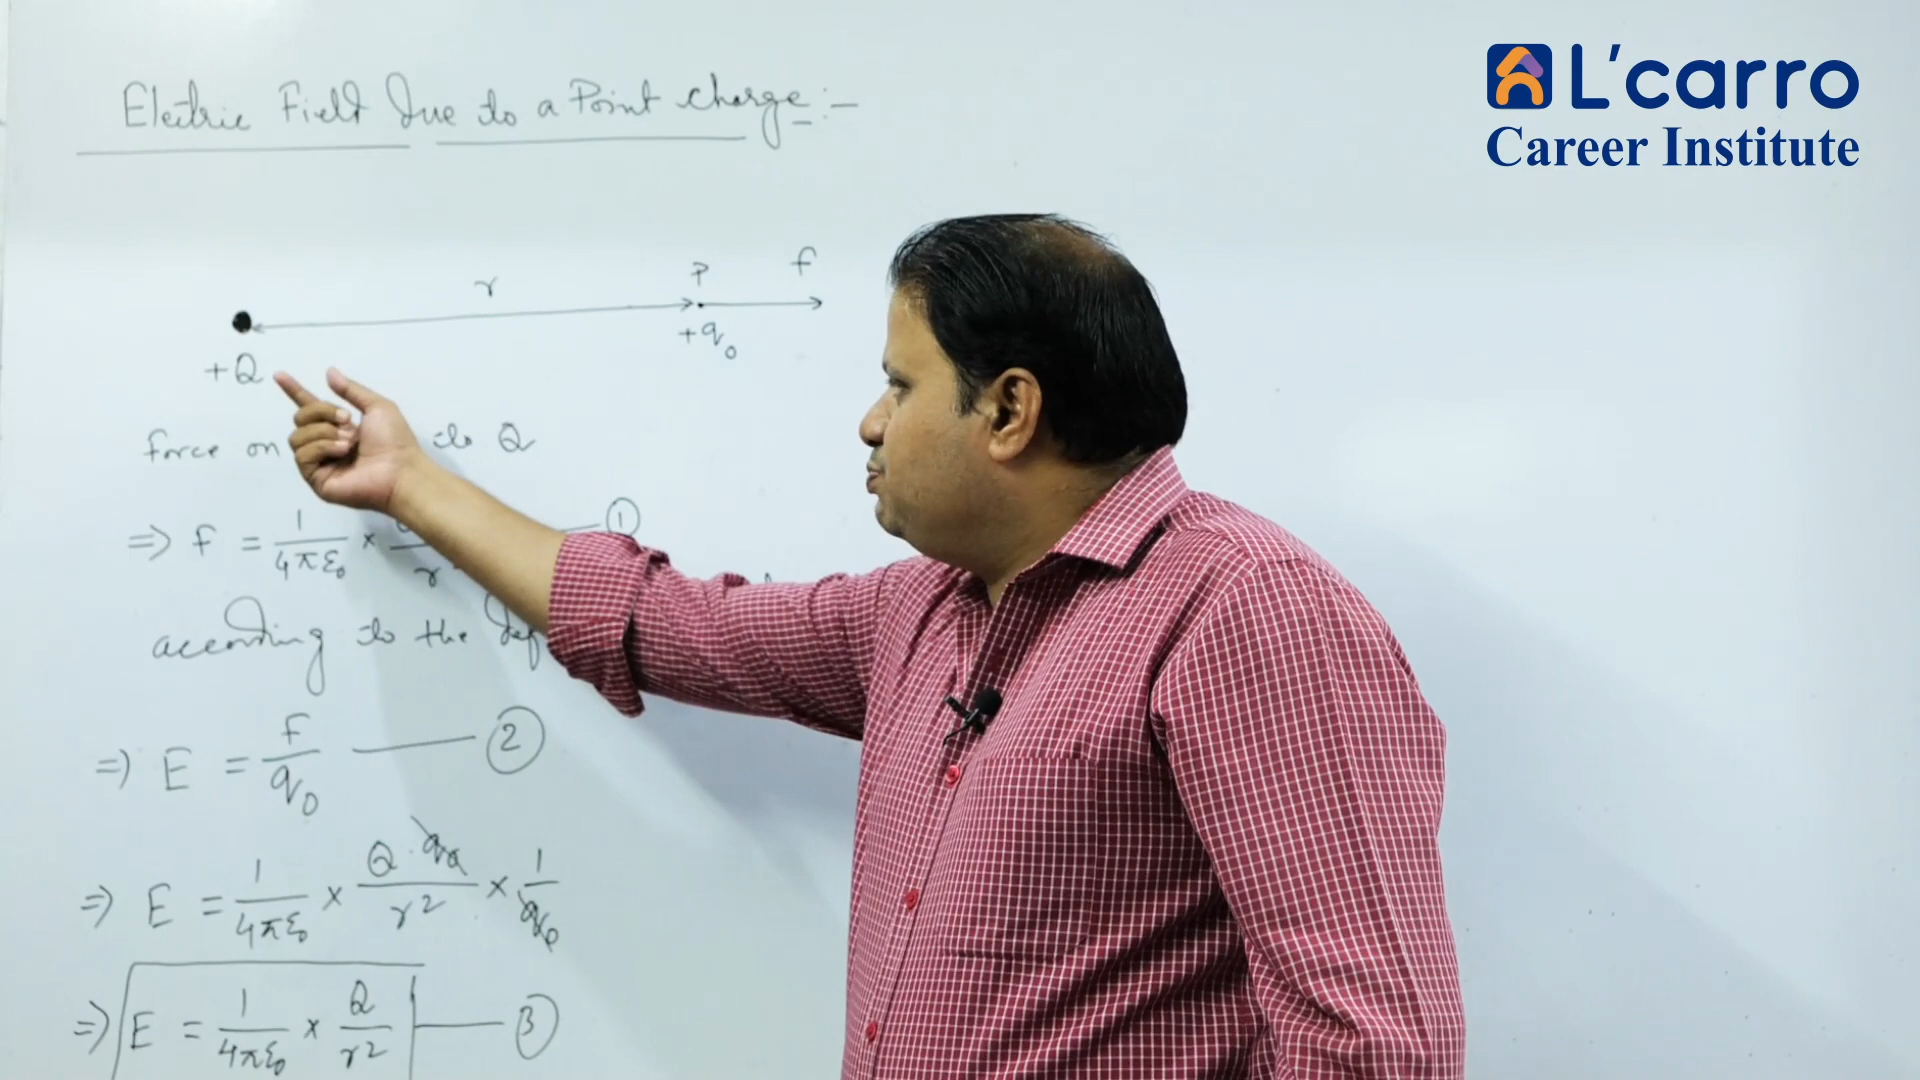 L'carro
Career Institute
Electric Field Due to a Point charge :-
r
P
f
+Q
+q₀
force on
to Q
⇒ f = 1/4πε₀ ×
r
①
according to the
⇒ E = f/q₀ —— ②
⇒ E = 1/4πε₀ × Q·q₀/r² × 1/q₀
⇒ E = 1/4πε₀ × Q/r² —— ③